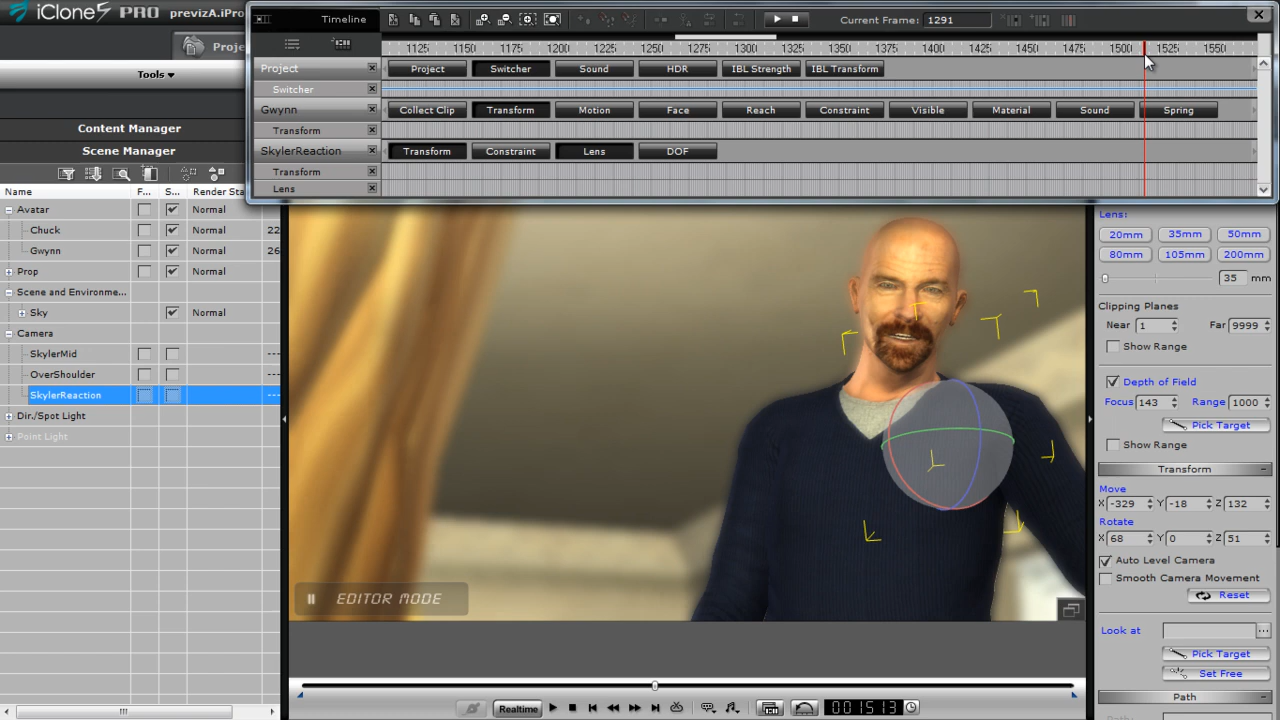 iClone5 PRO previzA.iPro
Timeline
Current Frame: 1291
Proje
Tools
Content Manager
Scene Manager
1125 1150 1175 1200 1225 1250 1275 1300 1325 1350 1375 1400 1425 1450 1475 1500 1525 1550
Project Project Switcher Sound HDR IBL Strength IBL Transform
Switcher
Gwynn Collect Clip Transform Motion Face Reach Constraint Visible Material Sound Spring
Transform
SkylerReaction Transform Constraint Lens DOF
Transform
Lens
Name F... S... Render Sta
Avatar Normal
Chuck Normal 22
Gwynn Normal 26
Prop Normal
Scene and Environme...
Sky Normal
Camera
SkylerMid ---
OverShoulder ---
SkylerReaction ---
Dir./Spot Light
Point Light
Lens:
20mm 35mm 50mm
80mm 105mm 200mm
35 mm
Clipping Planes
Near 1 Far 9999
Show Range
Depth of Field
Focus 143 Range 1000
Pick Target
Show Range
Transform
Move
X -329 Y -18 Z 132
Rotate
X 68 Y 0 Z 51
Auto Level Camera
Smooth Camera Movement
Reset
Look at
Pick Target
Set Free
Path
EDITOR MODE
Realtime 001513